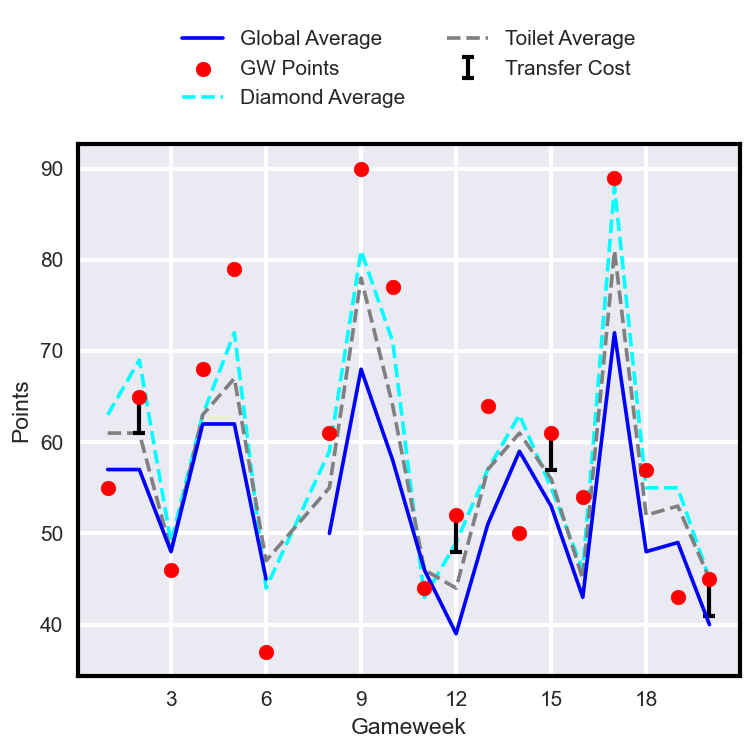 Global Average
GW Points
Diamond Average
Toilet Average
Transfer Cost
90
80
70
60
50
40
Points
3 6 9 12 15 18
Gameweek